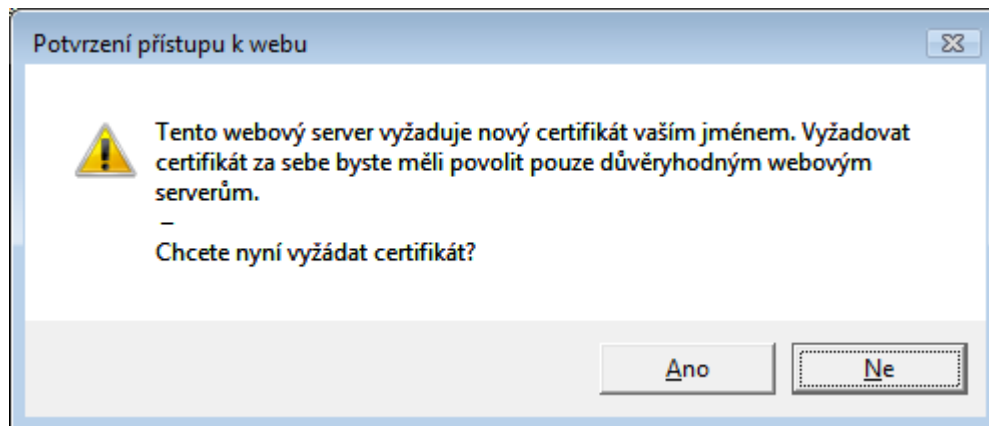 Potvrzení přístupu k webu
Tento webový server vyžaduje nový certifikát vaším jménem. Vyžadovat
certifikát za sebe byste měli povolit pouze důvěryhodným webovým
serverům.
–
Chcete nyní vyžádat certifikát?
Ano
Ne